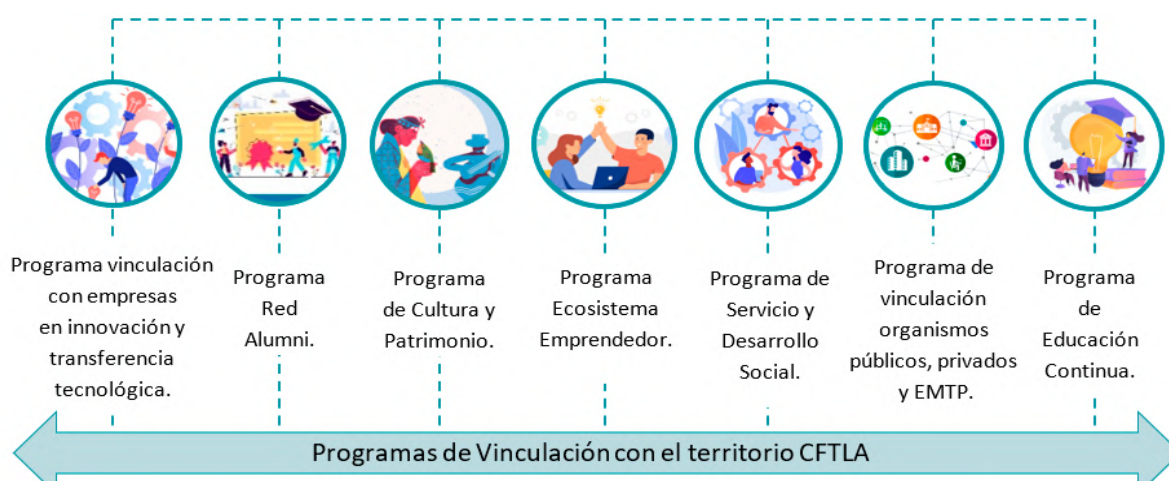 Programa vinculación
con empresas
en innovación y
transferencia
tecnológica.
Programa
Red
Alumni.
Programa
de Cultura y
Patrimonio.
Programa
Ecosistema
Emprendedor.
Programa de
Servicio y
Desarrollo
Social.
Programa de
vinculación
organismos
públicos, privados
y EMTP.
Programa
de
Educación
Continua.
Programas de Vinculación con el territorio CFTLA